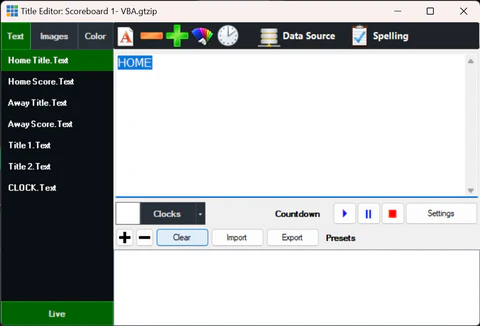 Title Editor: Scoreboard 1- VBA.gtzip
Text Images Color
Data Source Spelling
Home Title.Text
Home Score.Text
Away Title.Text
Away Score.Text
Title 1.Text
Title 2.Text
CLOCK.Text
HOME
Clocks Countdown Settings
Clear Import Export Presets
Live